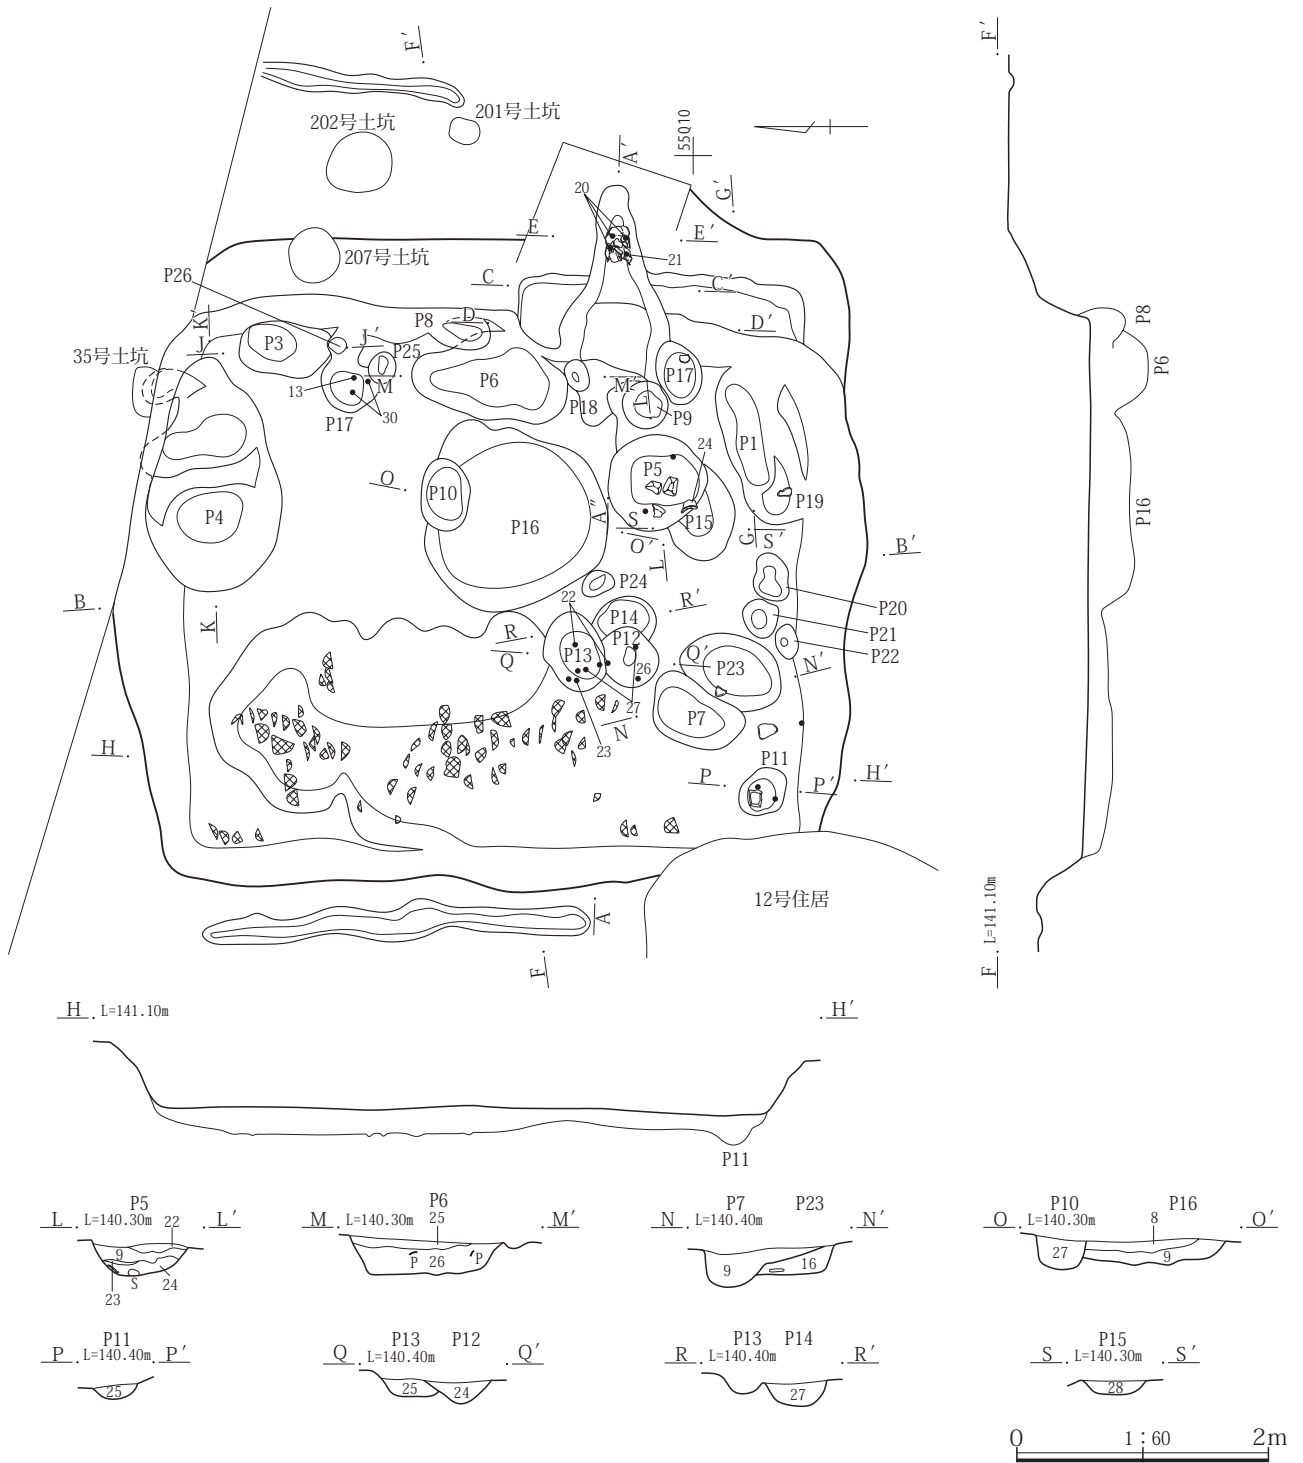 F′
F′
201号土坑
202号土坑
55Q10
A′
G′
20
E
E′
207号土坑
21
P26
C
C′
K′
P8
D
D′
P8
J
P3
J′
35号土坑
P25
P6
P6
M
M′
P17
13
P18
L′
P9
30
P17
24
P1
P5
O
P10
P19
P4
P16
A″
S
P15
P16
O′
G
S′
L
B′
P24
B
22
R′
P20
K
P14
R
P12
P21
Q
P13
Q′
P22
26
P23
N′
27
P7
N
23
H
P11
P
P′
H′
12号住居
A
L=141.10m
F
F
H
L=141.10m
H′
P11
P5
P6
P7
P23
P10
P16
L
L=140.30m
22
L′
M
L=140.30m
25
M′
N
L=140.40m
N′
O
L=140.30m
8
O′
9
S
24
23
P
26
P
9
16
27
9
P11
P13
P12
P13
P14
P15
P
L=140.40m
P′
Q
L=140.40m
Q′
R
L=140.40m
R′
S
L=140.30m
S′
25
25
24
27
28
0
1：60
2m